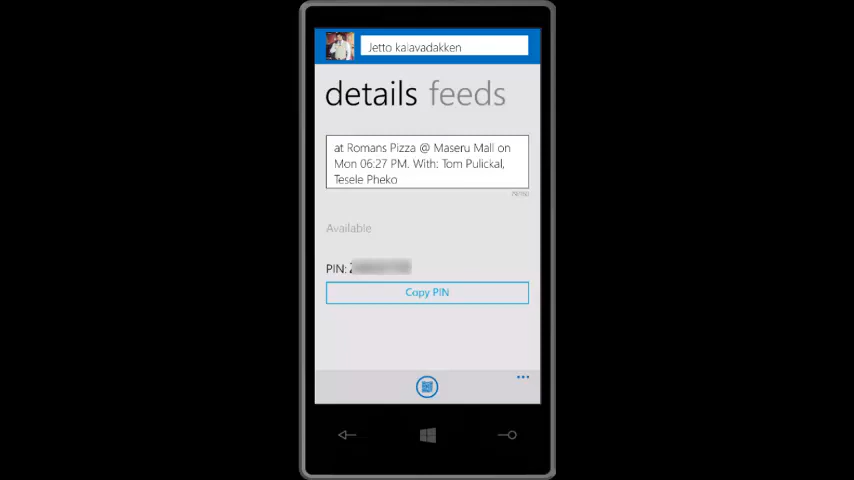 Jetto kalavadakken
details feeds
at Romans Pizza @ Maseru Mall on
Mon 06:27 PM. With: Tom Pulickal,
Tesele Pheko
Available
PIN:
Copy PIN